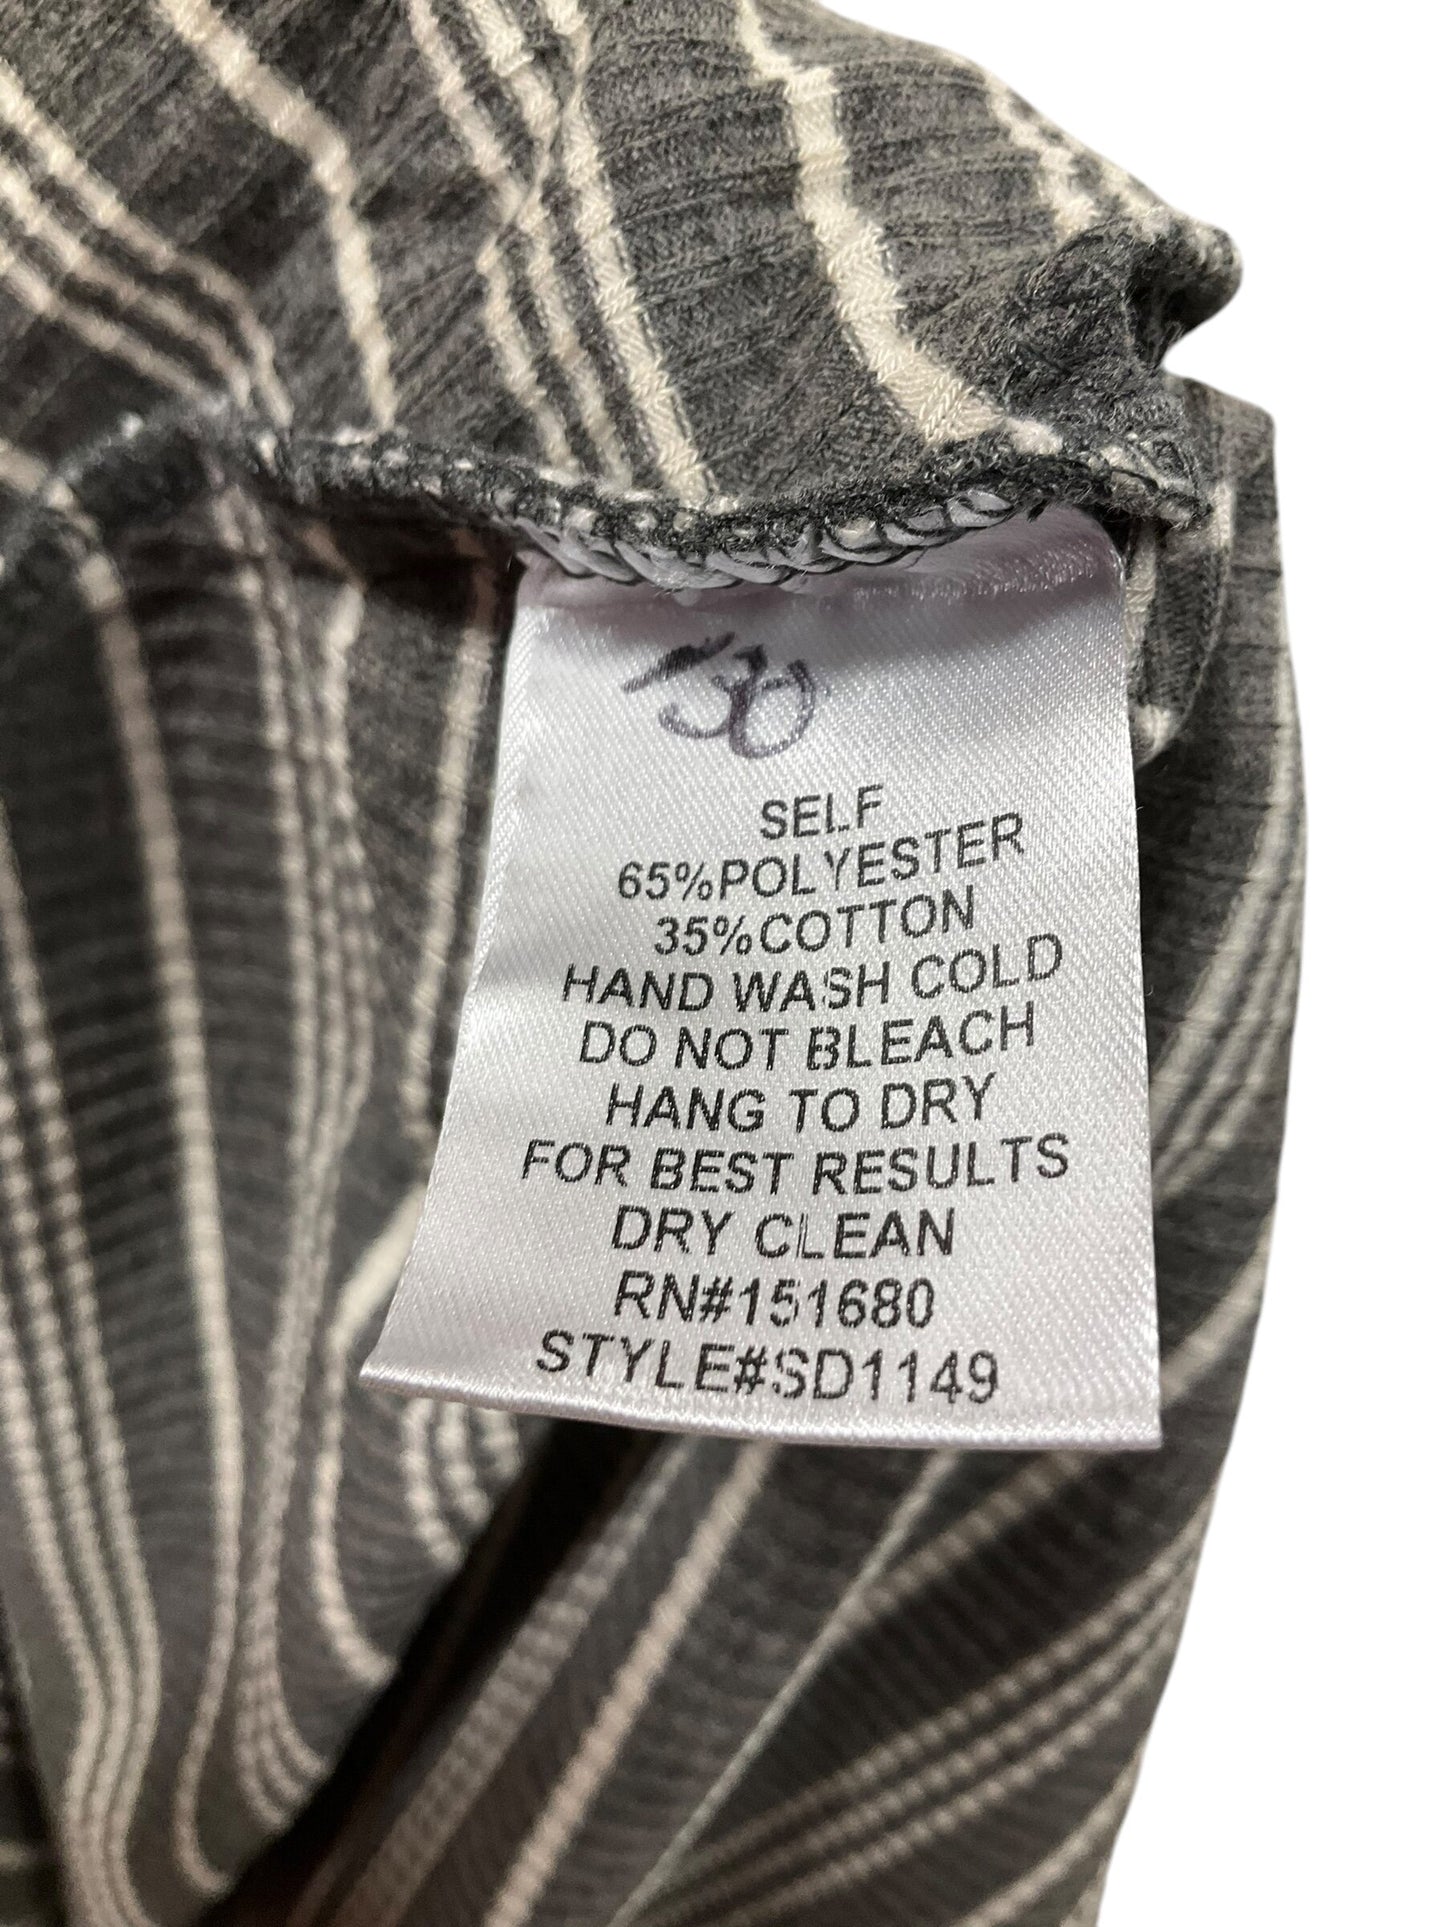 SELF
65%POLYESTER
35%COTTON
HAND WASH COLD
DO NOT BLEACH
HANG TO DRY
FOR BEST RESULTS
DRY CLEAN
RN#151680
STYLE#SD1149